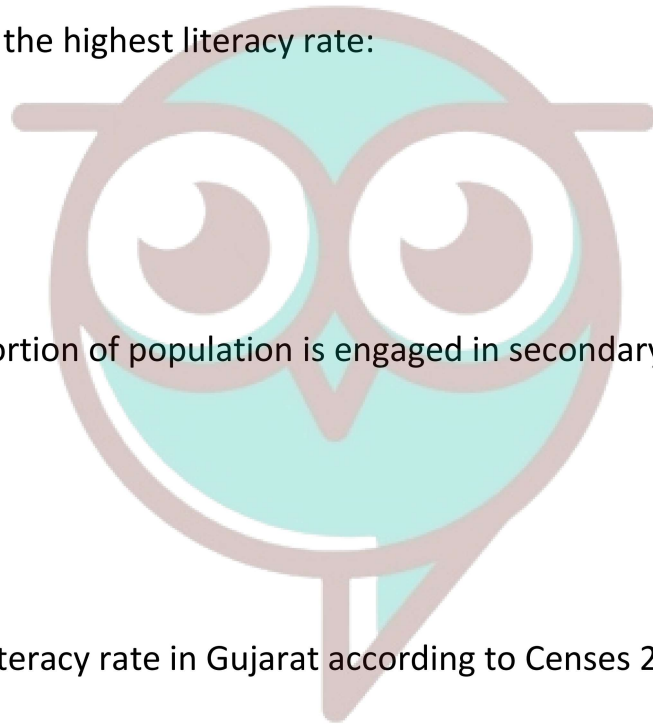 the highest literacy rate:
ortion of population is engaged in secondary
teracy rate in Gujarat according to Censes 2